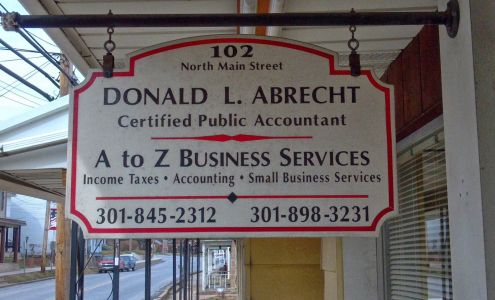 102
North Main Street
DONALD L. ABRECHT
Certified Public Accountant
A to Z BUSINESS SERVICES
Income Taxes • Accounting • Small Business Services
301-845-2312 301-898-3231